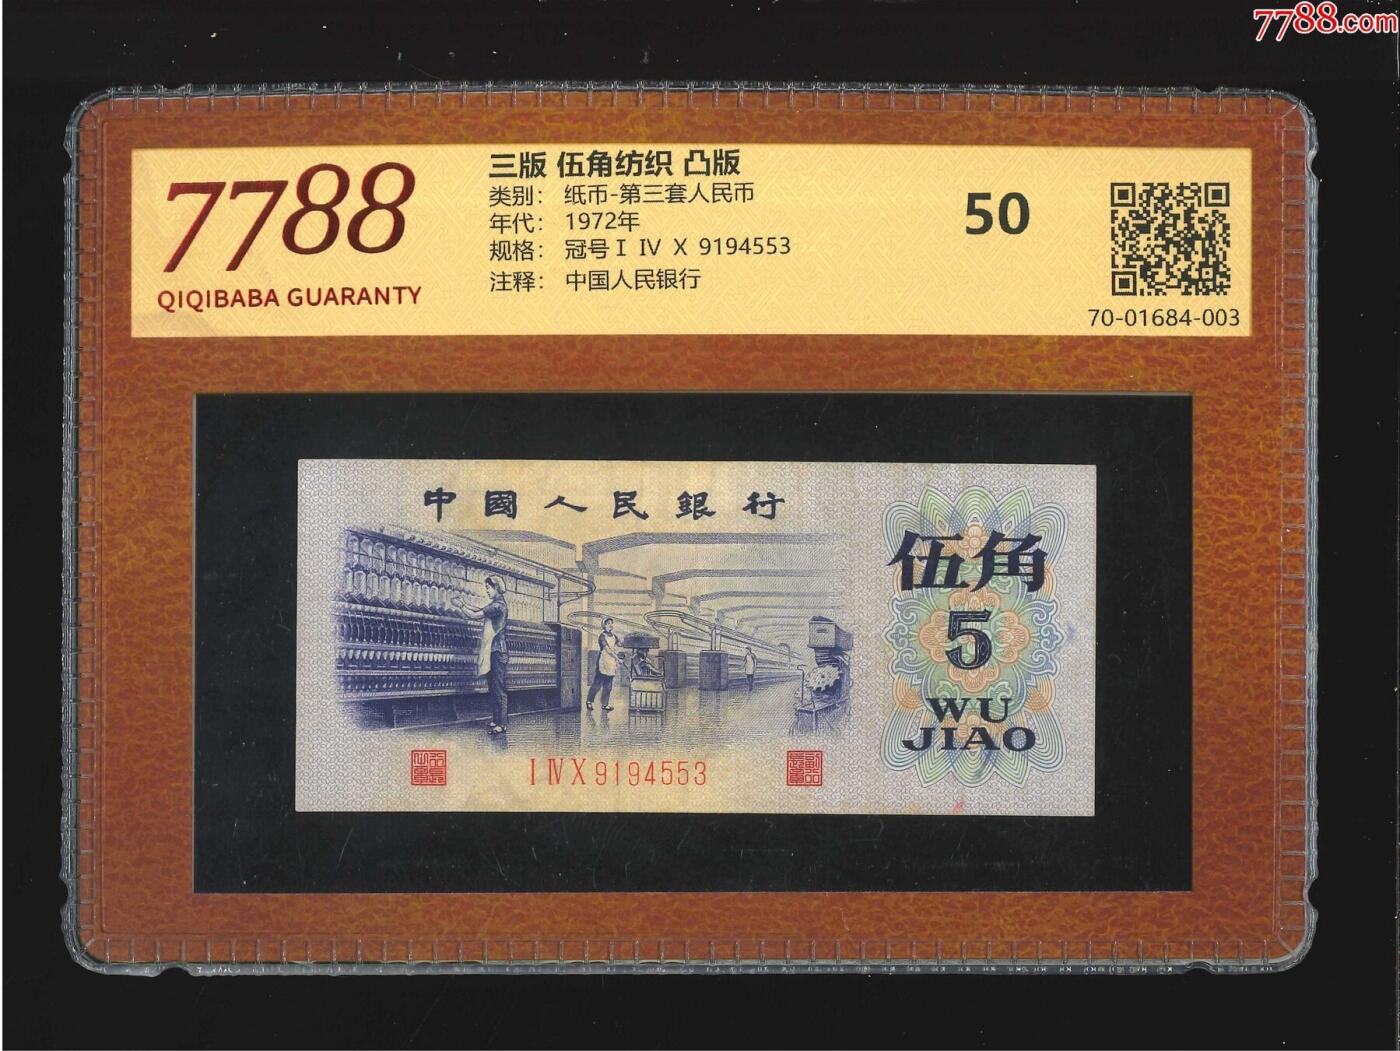 7788.com
7788
QIQIBABA GUARANTY
三版 伍角纺织 凸版
类别： 纸币-第三套人民币
年代： 1972年
规格： 冠号 I IV X 9194553
注释： 中国人民银行
50
70-01684-003
中國人民銀行
伍角
5
WU
JIAO
I IV X 9194553